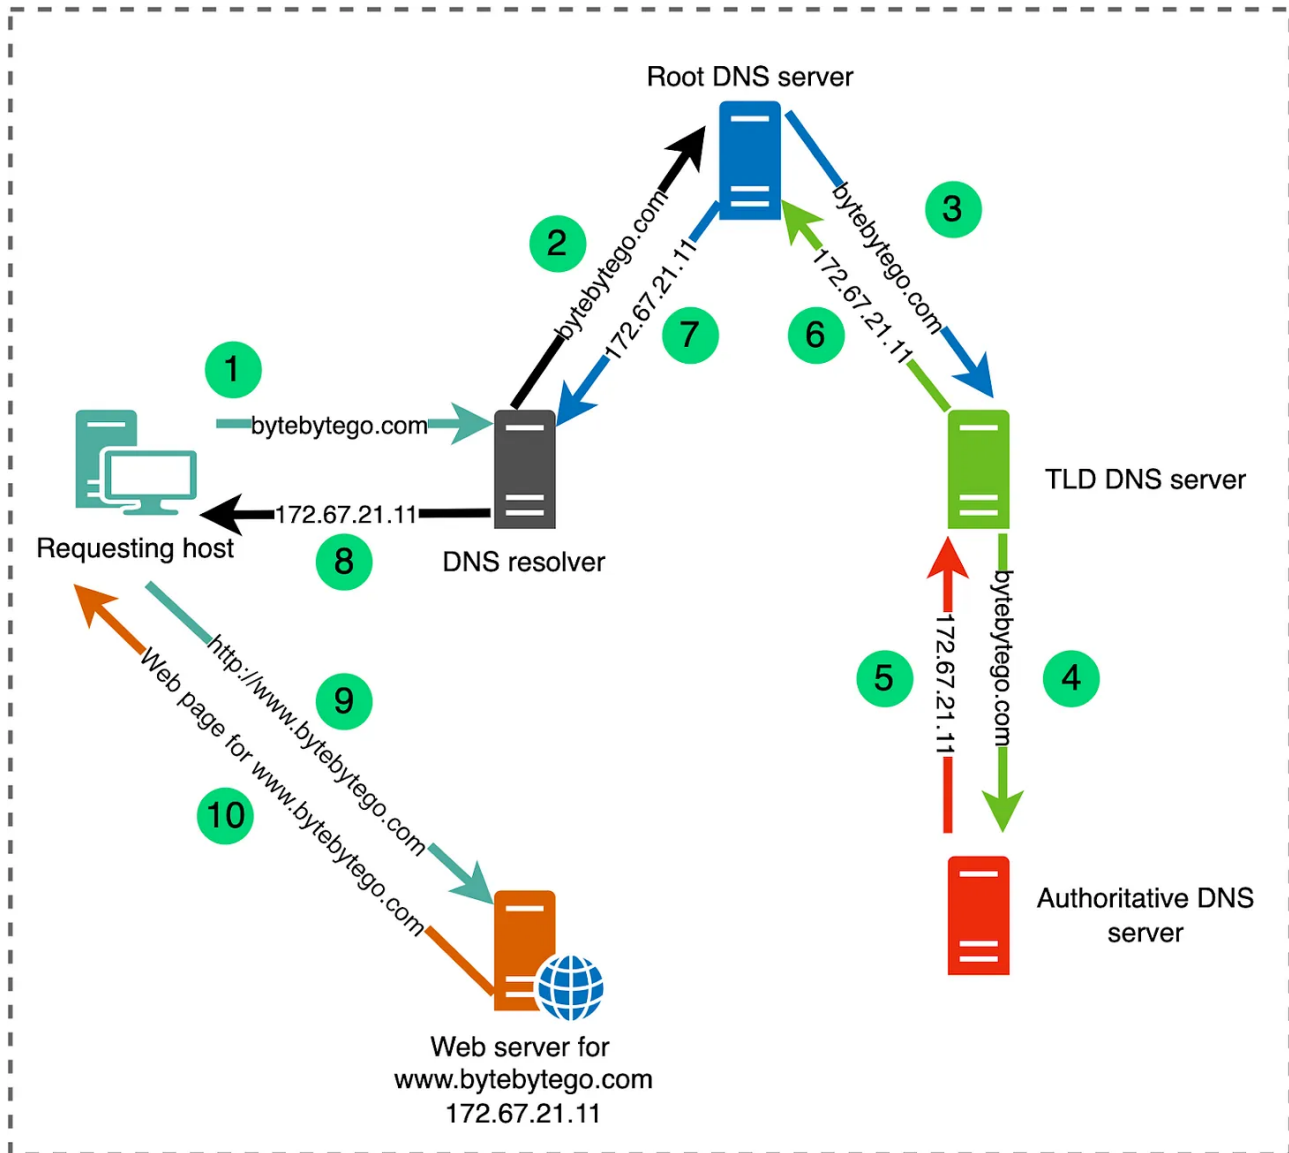 Root DNS server
bytebytego.com
3
2
bytebytego.com
172.67.21.11
172.67.21.11
7
6
1
bytebytego.com
TLD DNS server
172.67.21.11
Requesting host
8
DNS resolver
bytebytego.com
172.67.21.11
5
4
http://www.bytebytego.com
9
Web page for www.bytebytego.com
10
Authoritative DNS
server
Web server for
www.bytebytego.com
172.67.21.11